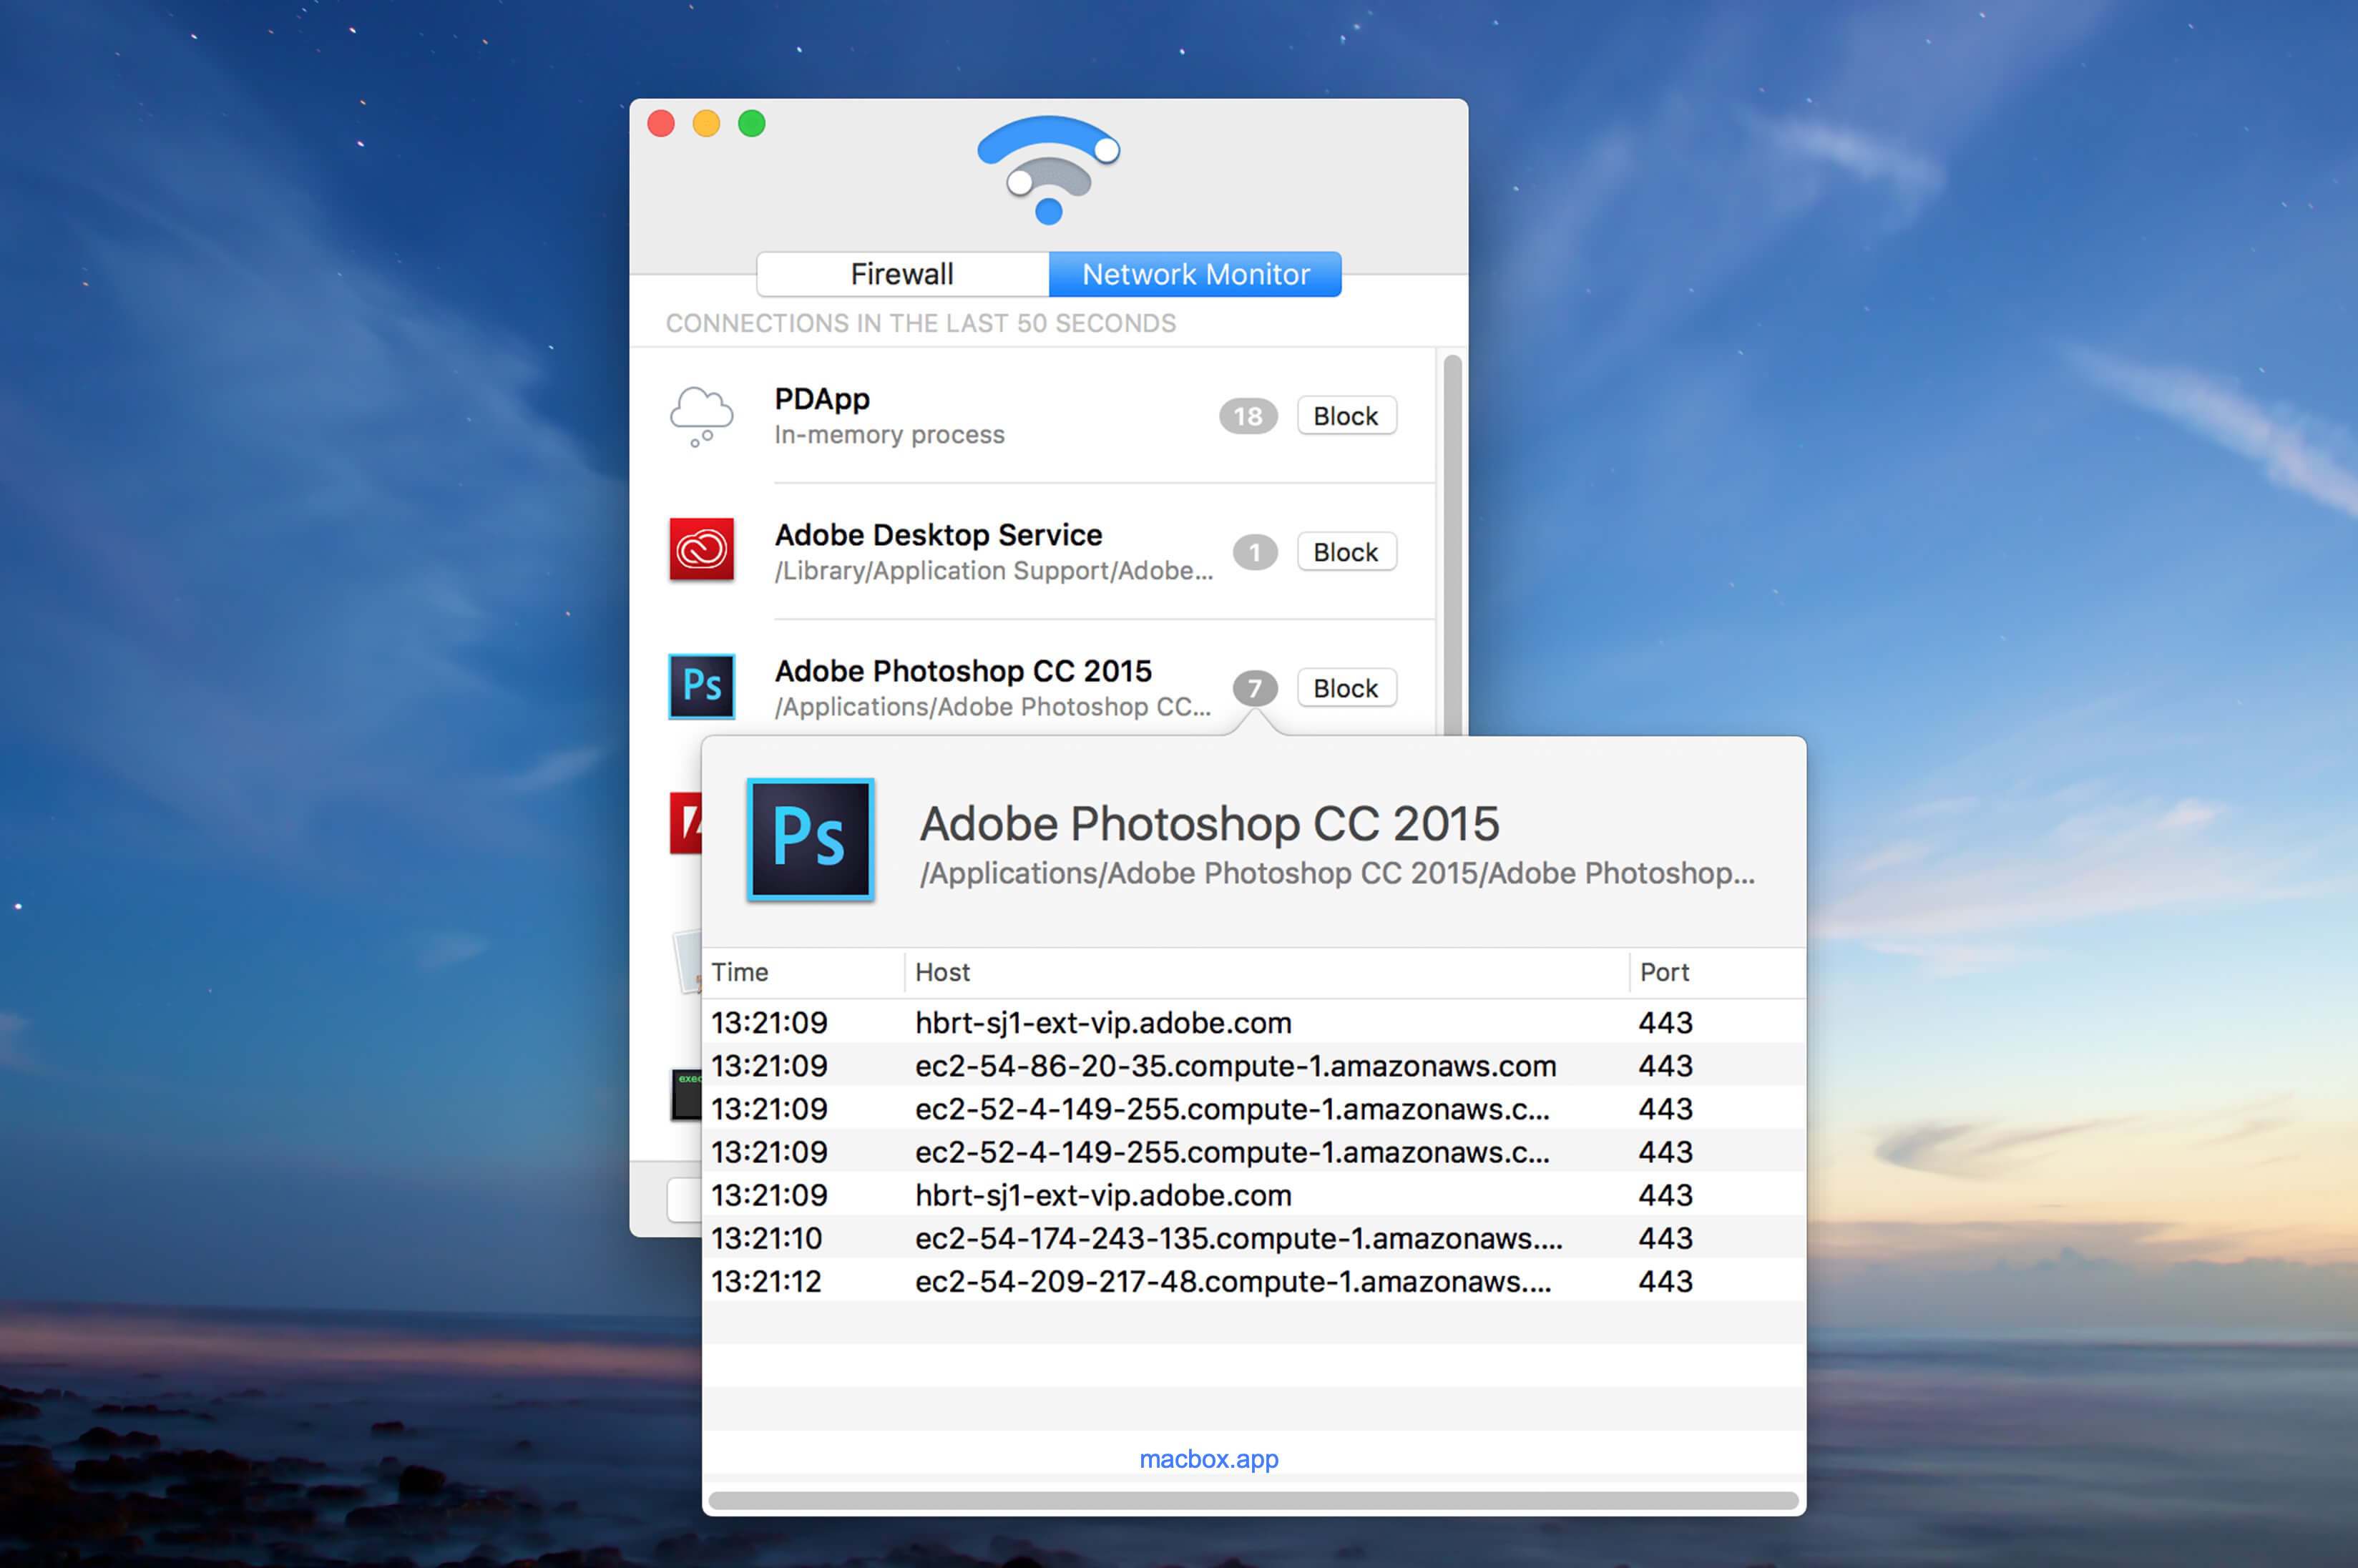 Firewall
Network Monitor
CONNECTIONS IN THE LAST 50 SECONDS
PDApp
In-memory process
18
Block
Adobe Desktop Service
/Library/Application Support/Adobe...
1
Block
Ps
Adobe Photoshop CC 2015
/Applications/Adobe Photoshop CC...
7
Block
Ps
Adobe Photoshop CC 2015
/Applications/Adobe Photoshop CC 2015/Adobe Photoshop...
Time Host Port
13:21:09 hbrt-sj1-ext-vip.adobe.com 443
13:21:09 ec2-54-86-20-35.compute-1.amazonaws.com 443
13:21:09 ec2-52-4-149-255.compute-1.amazonaws.c... 443
13:21:09 ec2-52-4-149-255.compute-1.amazonaws.c... 443
13:21:09 hbrt-sj1-ext-vip.adobe.com 443
13:21:10 ec2-54-174-243-135.compute-1.amazonaws.... 443
13:21:12 ec2-54-209-217-48.compute-1.amazonaws.... 443
exec
macbox.app